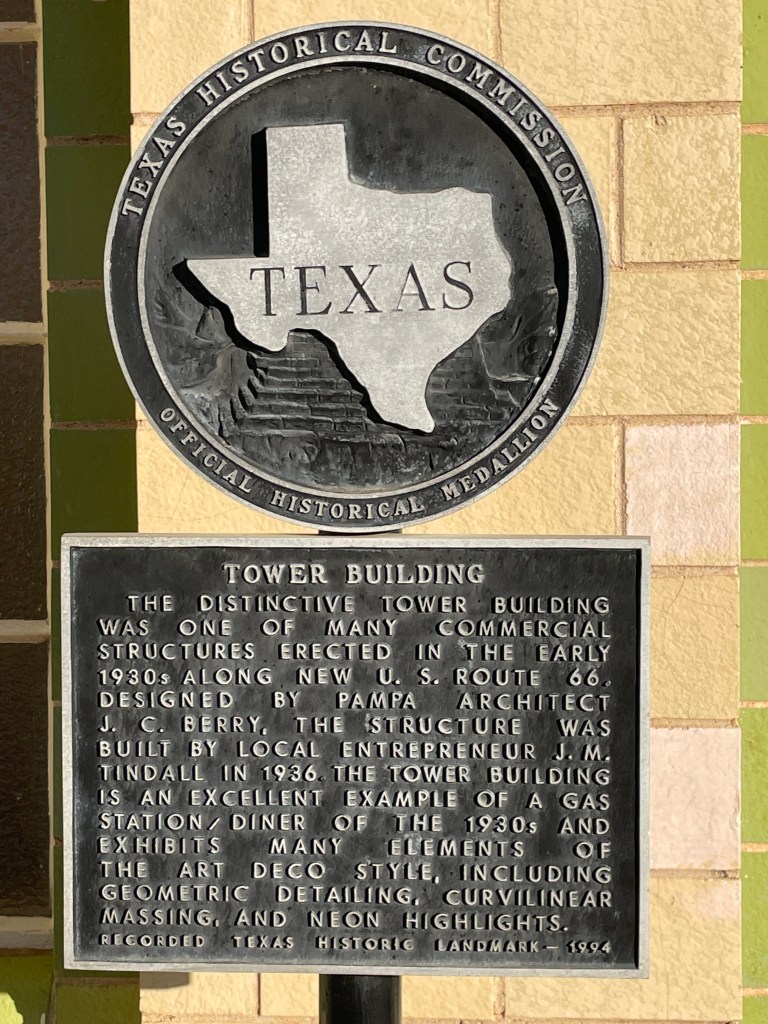 TEXAS HISTORICAL COMMISSION
TEXAS
OFFICIAL HISTORICAL MEDALLION
TOWER BUILDING
THE DISTINCTIVE TOWER BUILDING
WAS ONE OF MANY COMMERCIAL
STRUCTURES ERECTED IN THE EARLY
1930s ALONG NEW U. S. ROUTE 66.
DESIGNED BY PAMPA ARCHITECT
J. C. BERRY, THE STRUCTURE WAS
BUILT BY LOCAL ENTREPRENEUR J. M.
TINDALL IN 1936. THE TOWER BUILDING
IS AN EXCELLENT EXAMPLE OF A GAS
STATION/DINER OF THE 1930s AND
EXHIBITS MANY ELEMENTS OF
THE ART DECO STYLE, INCLUDING
GEOMETRIC DETAILING, CURVILINEAR
MASSING, AND NEON HIGHLIGHTS.
RECORDED TEXAS HISTORIC LANDMARK — 1994